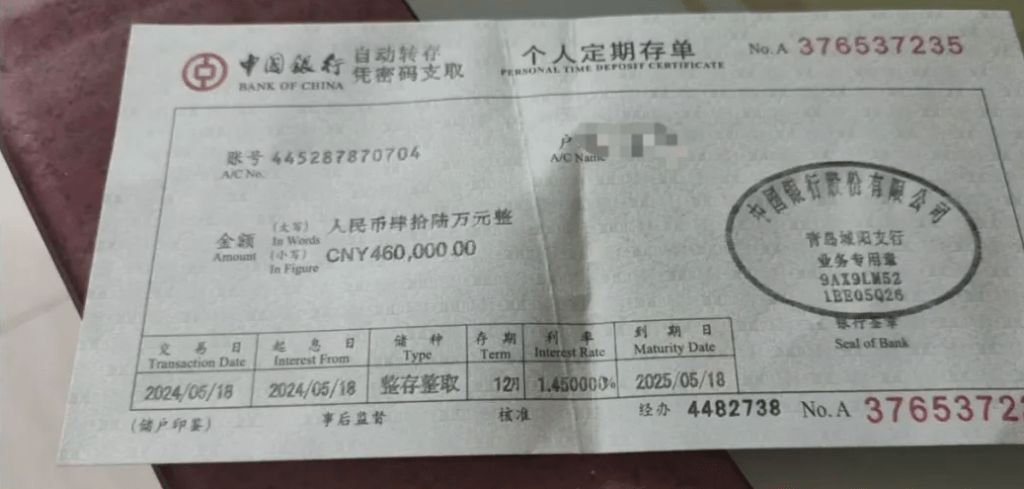 中国银行 自动转存
BANK OF CHINA 凭密码支取
个人定期存单
PERSONAL TIME DEPOSIT CERTIFICATE
No. A 376537235
账号 445287870704
A/C No.
户
A/C Name
金额 (大写) 人民币肆拾陆万元整
Amount In Words
(小写) CNY460,000.00
In Figure
中国银行股份有限公司
青岛城阳支行
业务专用章
9AX9LM52
1BE05Q26
银行签章
Seal of Bank
交易日 起息日 储种 存期 利率 到期日
Transaction Date Interest From Type Term Interest Rate Maturity Date
2024/05/18 2024/05/18 整存整取 12月 1.450000% 2025/05/18
(储户印鉴) 事后监督 核准 经办 4482738 No. A 37653723